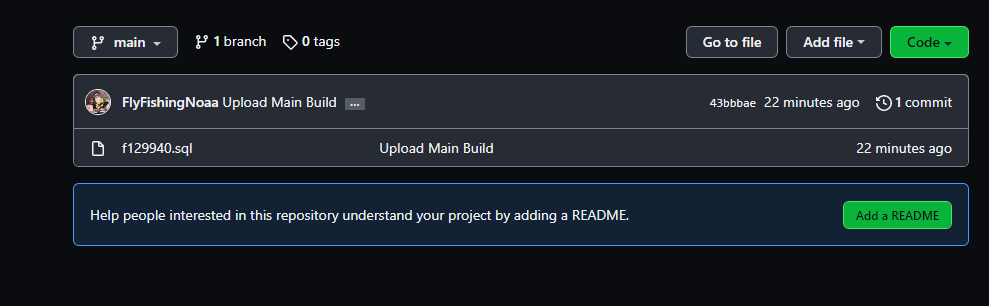 main 1 branch 0 tags Go to file Add file Code
FlyFishingNoaa Upload Main Build ... 43bbbae 22 minutes ago 1 commit
f129940.sql Upload Main Build 22 minutes ago
Help people interested in this repository understand your project by adding a README. Add a README